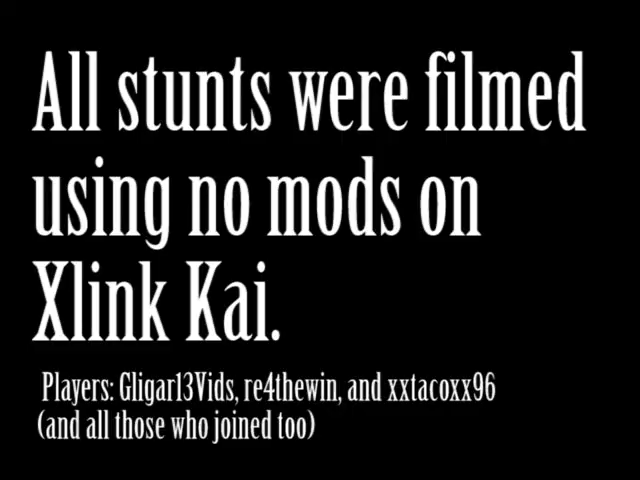 All stunts were filmed
using no mods on
Xlink Kai.
Players: Gligar13Vids, re4thewin, and xxtacoxx96
(and all those who joined too)